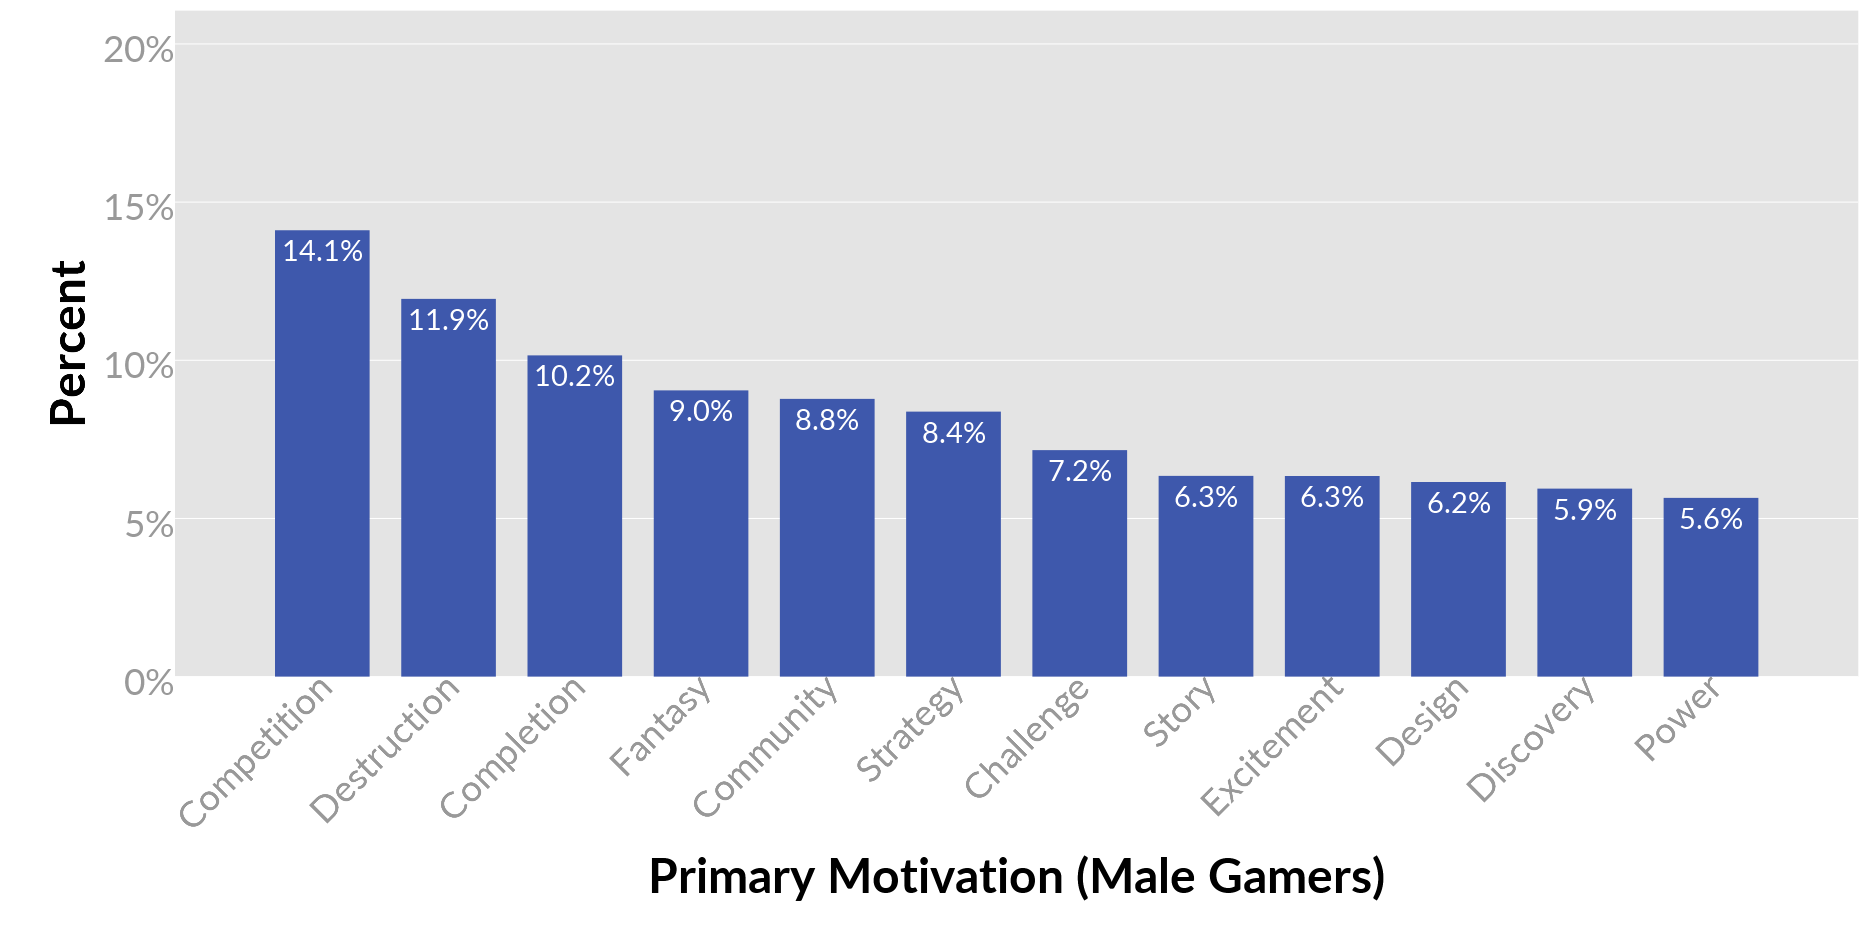 20%
15%
10%
5%
0%
Percent
14.1%
11.9%
10.2%
9.0%
8.8%
8.4%
7.2%
6.3%
6.3%
6.2%
5.9%
5.6%
Competition
Destruction
Completion
Fantasy
Community
Strategy
Challenge
Story
Excitement
Design
Discovery
Power
Primary Motivation (Male Gamers)